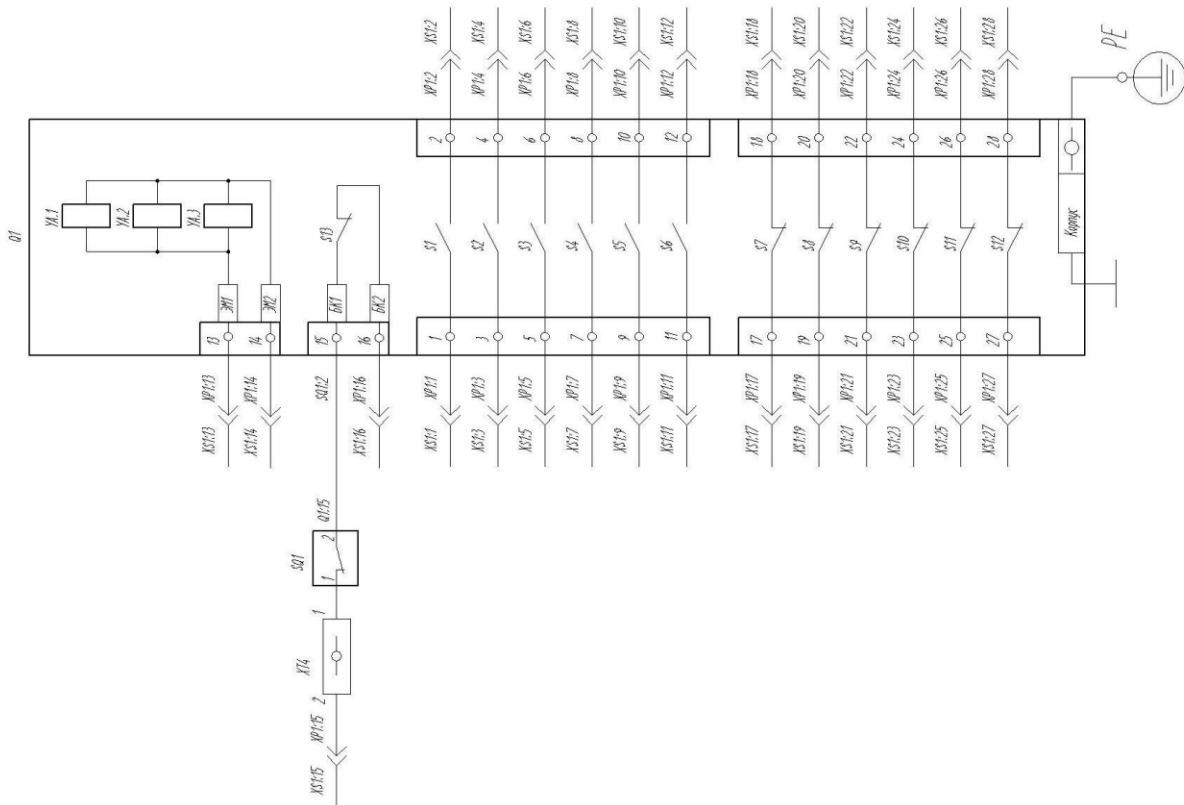 Q1
YA.1
YA.2
YA.3
ЭМ1
ЭМ2
13
14
XP1:13
XP1:14
XS1:13
XS1:14
S13
БК1
БК2
15
16
SQ1:2
XP1:16
XS1:16
Q1:15
SQ1
1
2
XT4
1
2
XP1:15
XS1:15
XS1:1
XP1:1
1
S1
2
XP1:2
XS1:2
XS1:3
XP1:3
3
S2
4
XP1:4
XS1:4
XS1:5
XP1:5
5
S3
6
XP1:6
XS1:6
XS1:7
XP1:7
7
S4
8
XP1:8
XS1:8
XS1:9
XP1:9
9
S5
10
XP1:10
XS1:10
XS1:11
XP1:11
11
S6
12
XP1:12
XS1:12
XS1:17
XP1:17
17
S7
18
XP1:18
XS1:18
XS1:19
XP1:19
19
S8
20
XP1:20
XS1:20
XS1:21
XP1:21
21
S9
22
XP1:22
XS1:22
XS1:23
XP1:23
23
S10
24
XP1:24
XS1:24
XS1:25
XP1:25
25
S11
26
XP1:26
XS1:26
XS1:27
XP1:27
27
S12
28
XP1:28
XS1:28
Корпус
PE